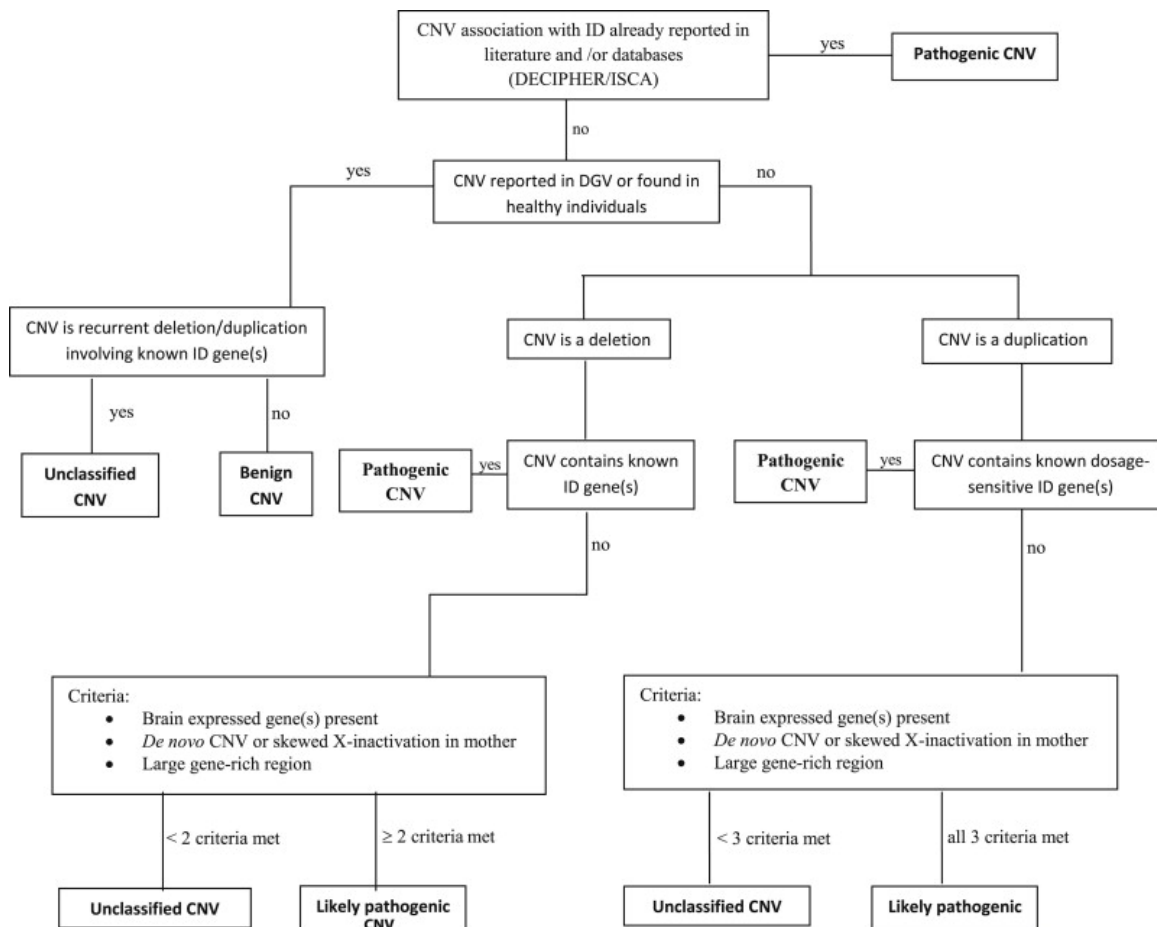 CNV association with ID already reported in
literature and /or databases
(DECIPHER/ISCA)
yes
Pathogenic CNV
no
yes
CNV reported in DGV or found in
healthy individuals
no
CNV is recurrent deletion/duplication
involving known ID gene(s)
CNV is a deletion
CNV is a duplication
yes
no
Unclassified
CNV
Benign
CNV
Pathogenic
CNV
yes
CNV contains known
ID gene(s)
Pathogenic
CNV
yes
CNV contains known dosage-
sensitive ID gene(s)
no
no
Criteria:
• Brain expressed gene(s) present
• De novo CNV or skewed X-inactivation in mother
• Large gene-rich region
Criteria:
• Brain expressed gene(s) present
• De novo CNV or skewed X-inactivation in mother
• Large gene-rich region
< 2 criteria met
≥ 2 criteria met
< 3 criteria met
all 3 criteria met
Unclassified CNV
Likely pathogenic
CNV
Unclassified CNV
Likely pathogenic